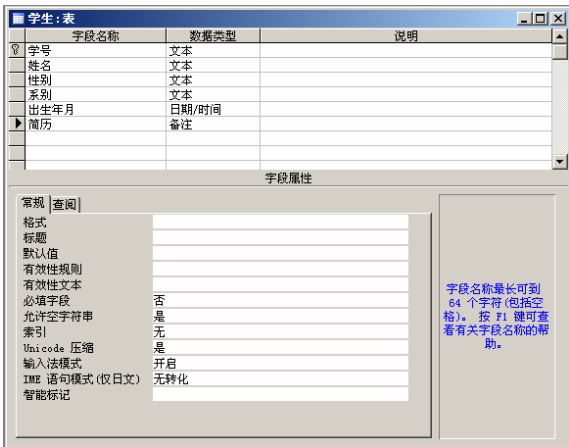 学生:表
字段名称 数据类型 说明
学号 文本
姓名 文本
性别 文本
系别 文本
出生年月 日期/时间
简历 备注
字段属性
常规 查阅
格式
标题
默认值
有效性规则
有效性文本
必填字段 否
允许空字符串 是
索引 无
Unicode 压缩 是
输入法模式 开启
IME 语句模式(仅日文) 无转化
智能标记
字段名称最长可到
64 个字符(包括空
格)。 按 F1 键可查
看有关字段名称的帮
助。